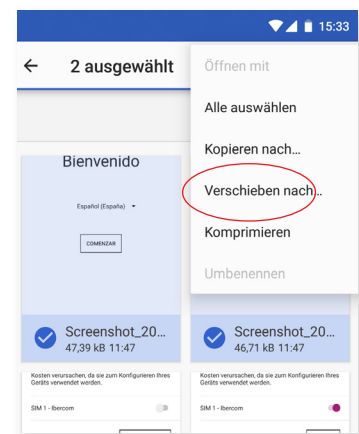 15:33
2 ausgewählt
Öffnen mit
Alle auswählen
Kopieren nach...
Verschieben nach...
Komprimieren
Umbenennen
Bienvenido
Español (España)
COMENZAR
Screenshot_20...
47,39 kB 11:47
Screenshot_20...
46,71 kB 11:47
Kosten verursachen, da sie zum Konfigurieren Ihres
Geräts verwendet werden.
SIM 1 - Ibercom
Kosten verursachen, da sie zum Konfigurieren Ihres
Geräts verwendet werden.
SIM 1 - Ibercom